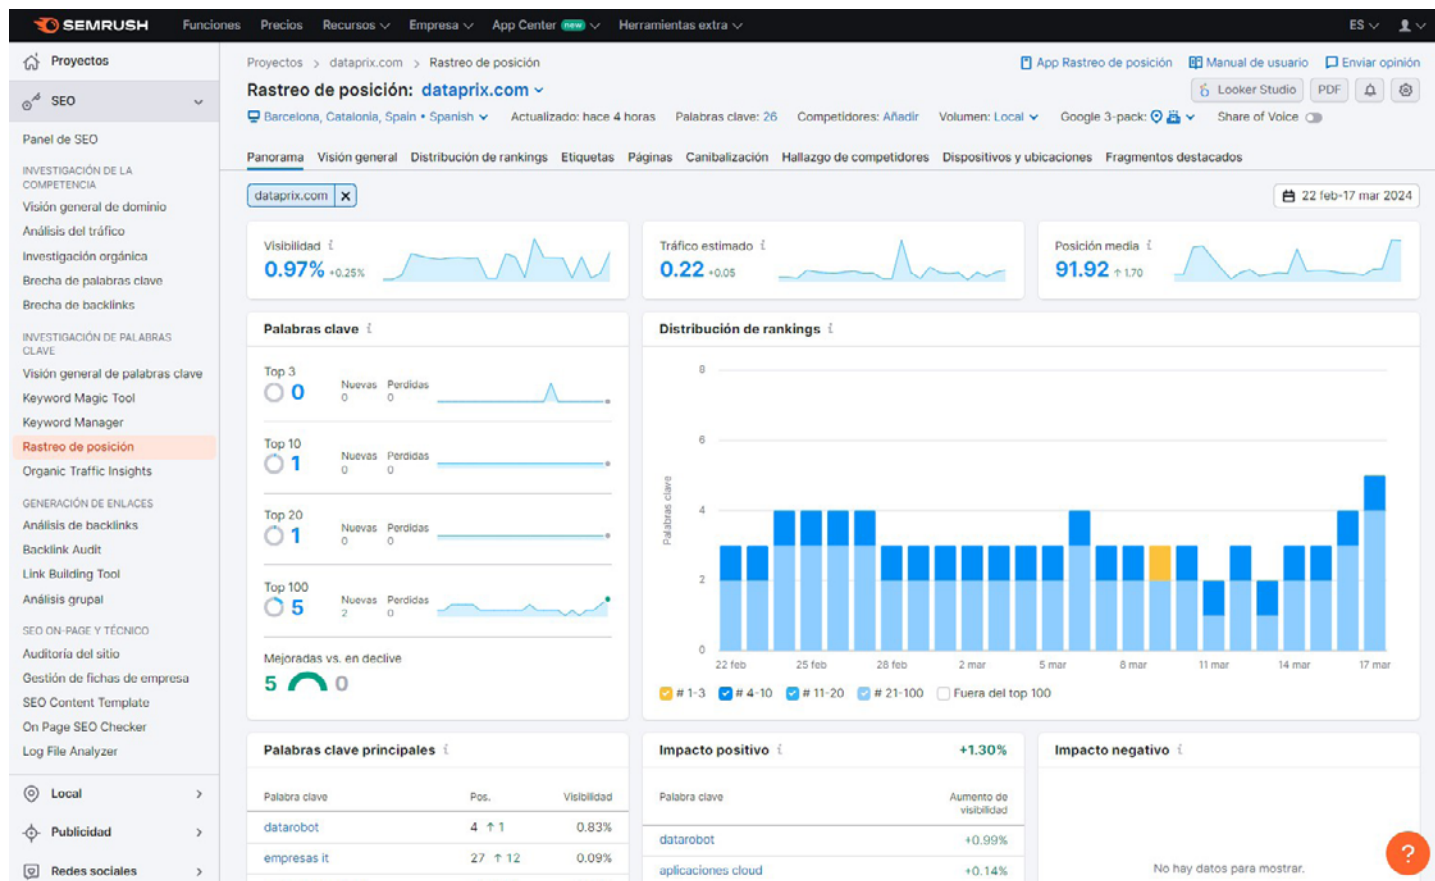 SEMRUSH
Funciones Precios Recursos Empresa App Center new Herramientas extra ES
Proyectos
SEO
Panel de SEO
INVESTIGACIÓN DE LA
COMPETENCIA
Visión general de dominio
Análisis del tráfico
Investigación orgánica
Brecha de palabras clave
Brecha de backlinks
INVESTIGACIÓN DE PALABRAS
CLAVE
Visión general de palabras clave
Keyword Magic Tool
Keyword Manager
Rastreo de posición
Organic Traffic Insights
GENERACIÓN DE ENLACES
Análisis de backlinks
Backlink Audit
Link Building Tool
Análisis grupal
SEO ON-PAGE Y TÉCNICO
Auditoría del sitio
Gestión de fichas de empresa
SEO Content Template
On Page SEO Checker
Log File Analyzer
Local
Publicidad
Redes sociales
Proyectos > dataprix.com > Rastreo de posición
App Rastreo de posición Manual de usuario Enviar opinión
Rastreo de posición: dataprix.com
Looker Studio PDF
Barcelona, Catalonia, Spain • Spanish Actualizado: hace 4 horas Palabras clave: 26 Competidores: Añadir Volumen: Local Google 3-pack: Share of Voice
Panorama Visión general Distribución de rankings Etiquetas Páginas Canibalización Hallazgo de competidores Dispositivos y ubicaciones Fragmentos destacados
dataprix.com X
22 feb-17 mar 2024
Visibilidad i
0.97% +0.25%
Tráfico estimado i
0.22 +0.05
Posición media i
91.92 ↑ 1.70
Palabras clave i
Top 3
0
Nuevas Perdidas
0 0
Top 10
1
Nuevas Perdidas
0 0
Top 20
1
Nuevas Perdidas
0 0
Top 100
5
Nuevas Perdidas
2 0
Mejoradas vs. en declive
5 0
Distribución de rankings i
8
6
4
2
0
Palabras clave
22 feb 25 feb 28 feb 2 mar 5 mar 8 mar 11 mar 14 mar 17 mar
# 1-3 # 4-10 # 11-20 # 21-100 Fuera del top 100
Palabras clave principales i
Palabra clave Pos. Visibilidad
datarobot 4 ↑ 1 0.83%
empresas it 27 ↑ 12 0.09%
Impacto positivo i +1.30%
Palabra clave Aumento de
visibilidad
datarobot +0.99%
aplicaciones cloud +0.14%
Impacto negativo i
No hay datos para mostrar.
?